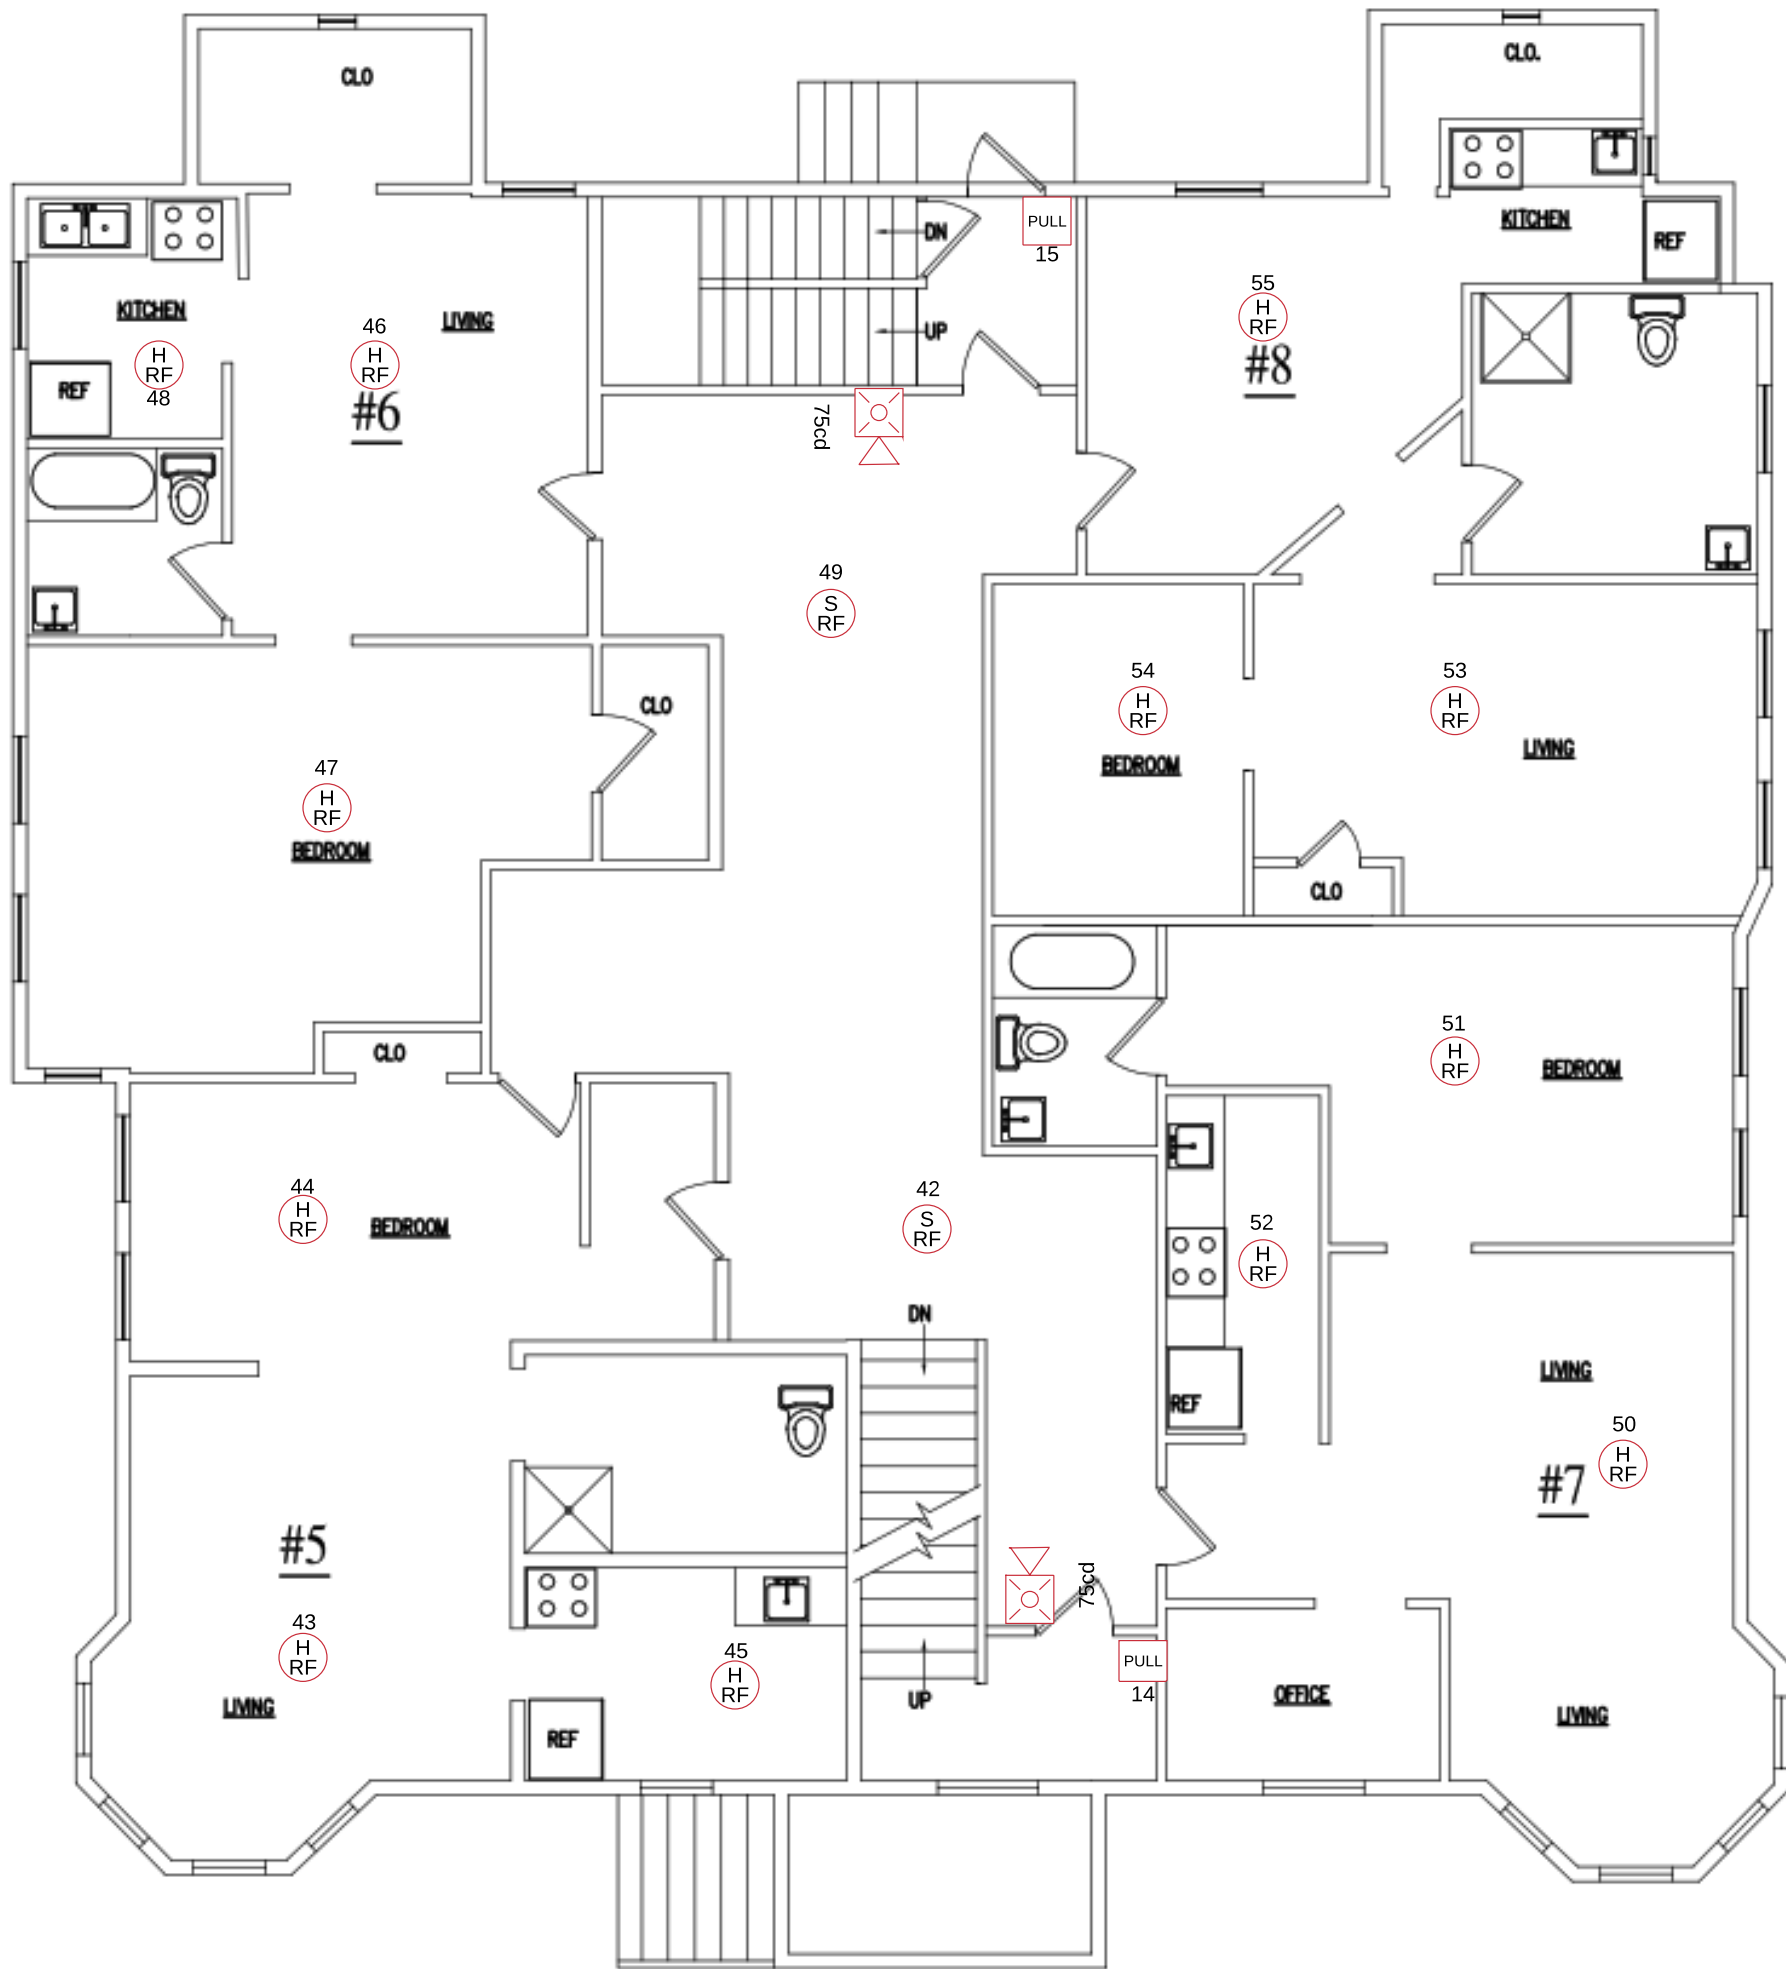 CLO
CLO.
KITCHEN
REF
DN
PULL
15
UP
KITCHEN
LIVING
46
H
RF
H
RF
48
REF
#6
55
H
RF
#8
75cd
49
S
RF
CLO
54
H
RF
BEDROOM
53
H
RF
LIVING
47
H
RF
BEDROOM
CLO
CLO
51
H
RF
BEDROOM
44
H
RF
BEDROOM
42
S
RF
52
H
RF
DN
REF
LIVING
50
H
RF
#7
#5
75cd
43
H
RF
LIVING
45
H
RF
REF
UP
PULL
14
OFFICE
LIVING